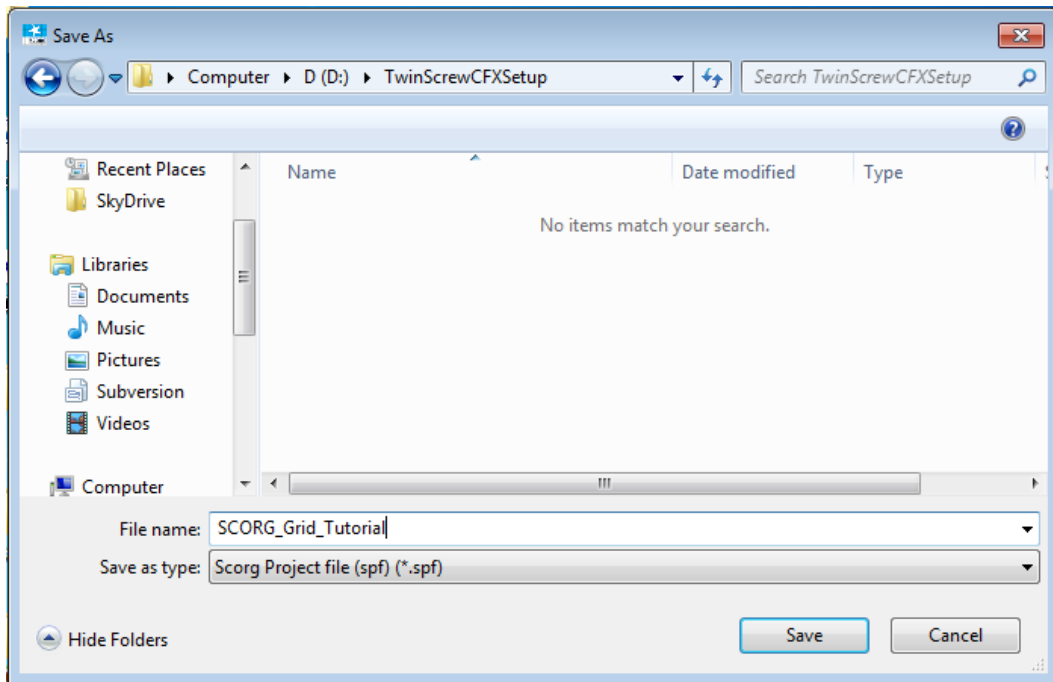 Save As
Computer ▸ D (D:) ▸ TwinScrewCFXSetup
Search TwinScrewCFXSetup
Name
Date modified
Type
Recent Places
SkyDrive
No items match your search.
Libraries
Documents
Music
Pictures
Subversion
Videos
Computer
File name: SCORG_Grid_Tutorial
Save as type: Scorg Project file (spf) (*.spf)
Hide Folders
Save
Cancel